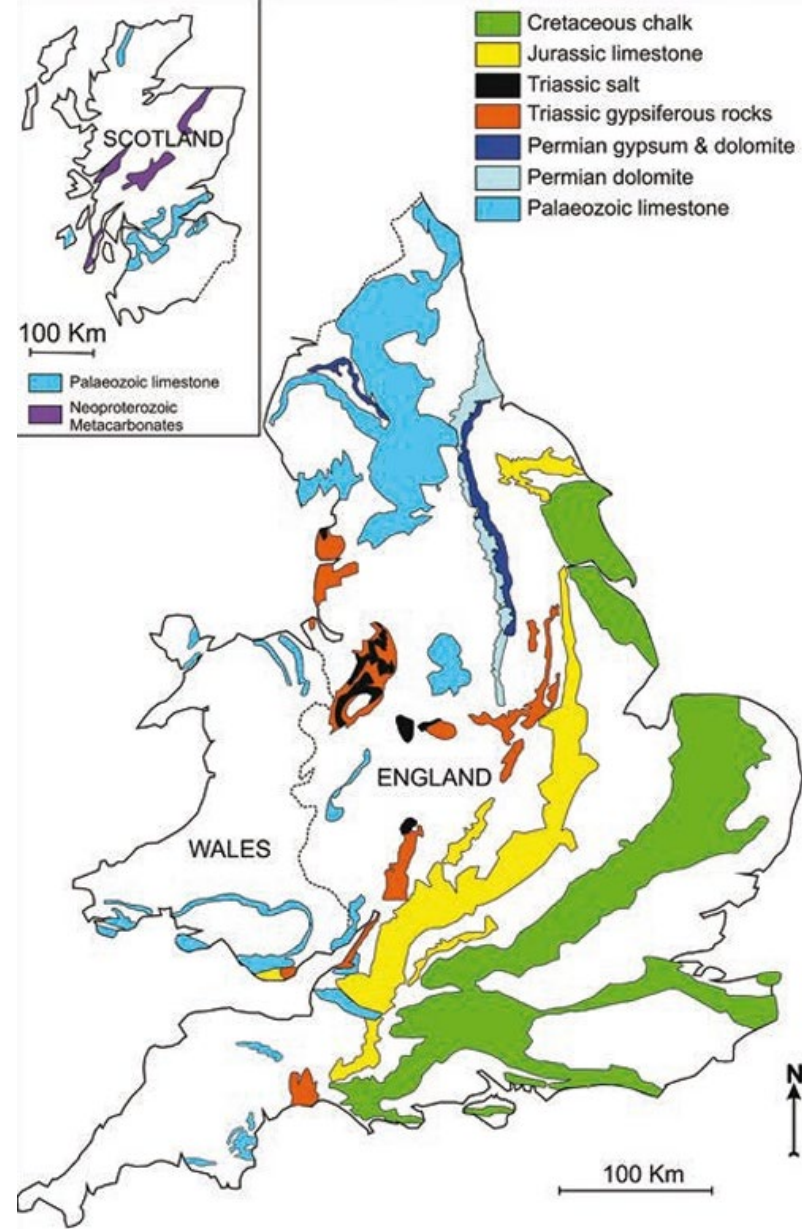 SCOTLAND
100 Km
Palaeozoic limestone
Neoproterozoic
Metacarbonates
Cretaceous chalk
Jurassic limestone
Triassic salt
Triassic gypsiferous rocks
Permian gypsum & dolomite
Permian dolomite
Palaeozoic limestone
ENGLAND
WALES
N
100 Km